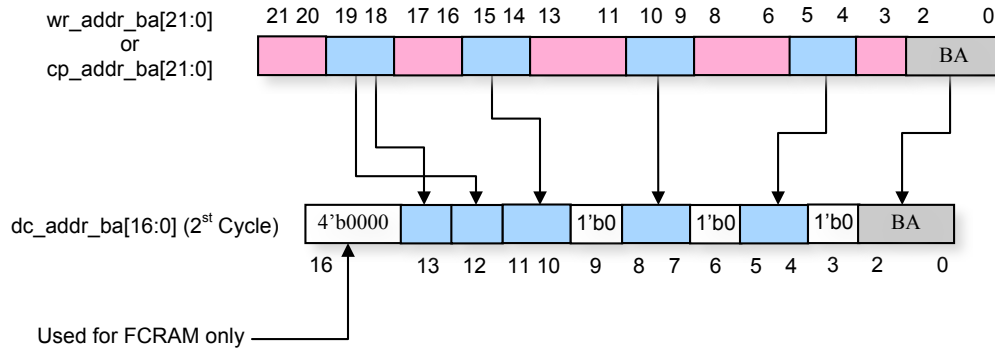 wr_addr_ba[21:0]
or
cp_addr_ba[21:0]
21 20 19 18 17 16 15 14 13 11 10 9 8 6 5 4 3 2 0
BA
dc_addr_ba[16:0] (2st Cycle)
4'b0000 1'b0 1'b0 1'b0 BA
16 13 12 11 10 9 8 7 6 5 4 3 2 0
Used for FCRAM only